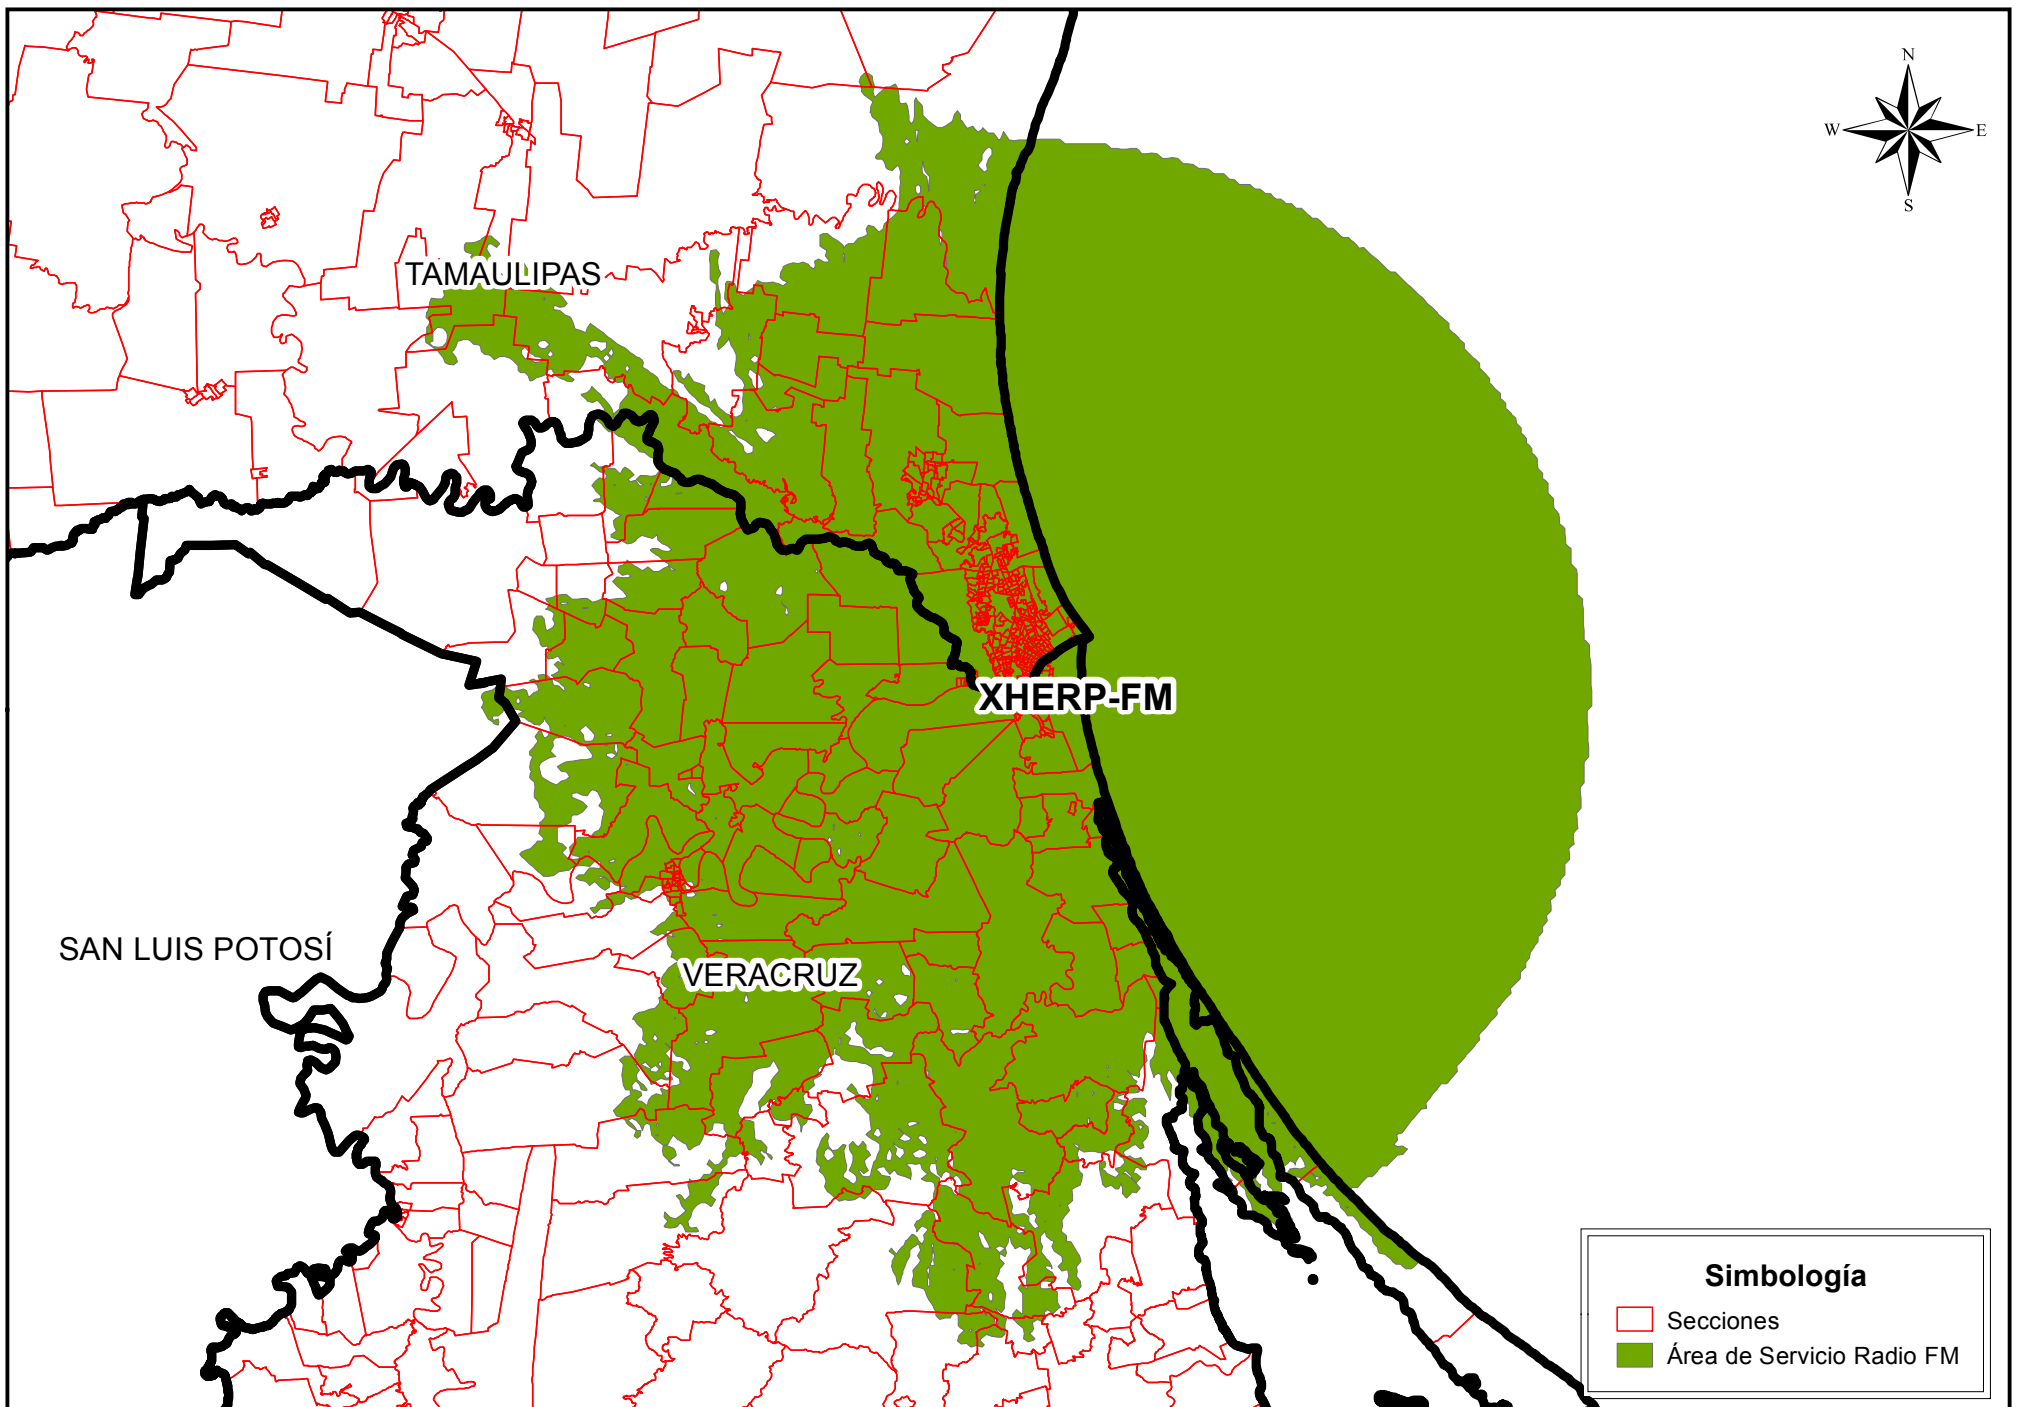 N
W E
S
TAMAULIPAS
XHERP-FM
SAN LUIS POTOSÍ
VERACRUZ
Simbología
Secciones
Área de Servicio Radio FM